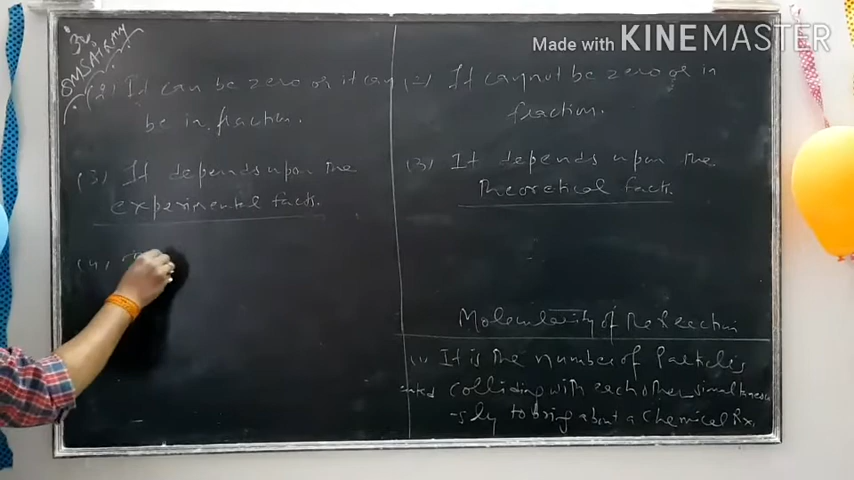 Made with KINEMASTER
SMSARMY
(2) It can be zero or it can
be in fraction.
(3) It depends upon the
experimental facts.
(4)
(2) It cannot be zero or in
fraction.
(3) It depends upon the
Theoretical facts.
Molecularity of Reaction
(1) It is the number of Particles
colliding with each other simultaneou
-sly to bring about a Chemical Rx.